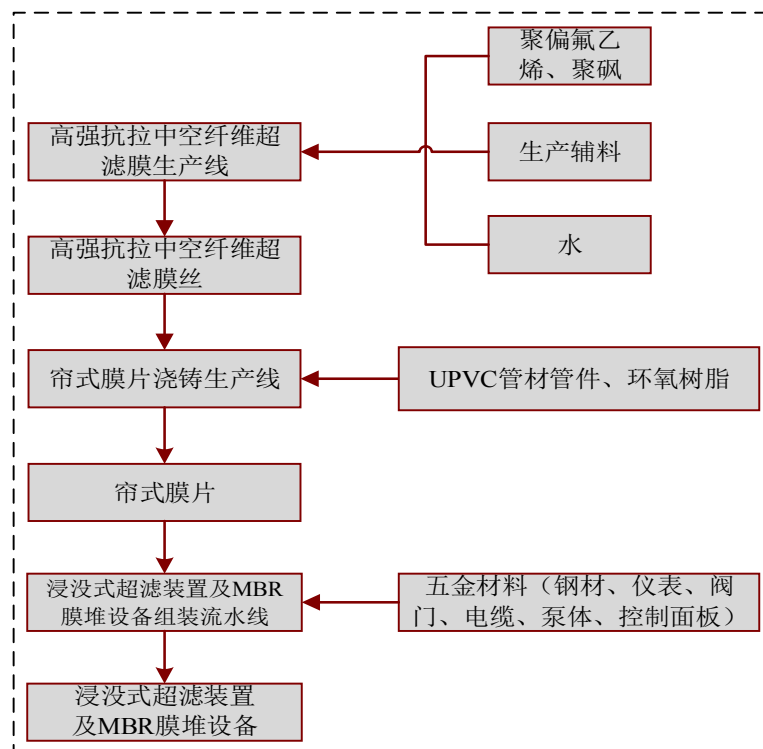 聚偏氟乙
烯、聚砜
高强抗拉中空纤维超
滤膜生产线
生产辅料
水
高强抗拉中空纤维超
滤膜丝
帘式膜片浇铸生产线
UPVC管材管件、环氧树脂
帘式膜片
浸没式超滤装置及MBR
膜堆设备组装流水线
五金材料（钢材、仪表、阀
门、电缆、泵体、控制面板）
浸没式超滤装置
及MBR膜堆设备